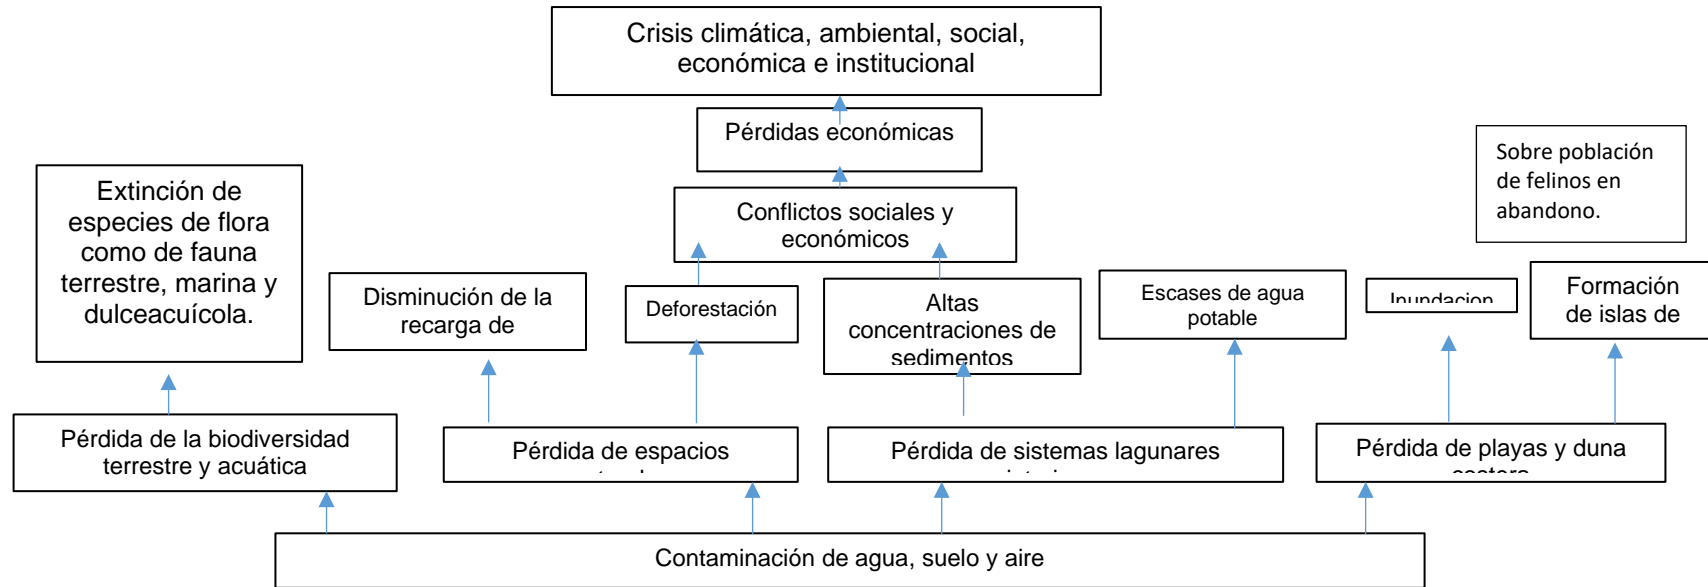 Crisis climática, ambiental, social,
económica e institucional
Pérdidas económicas
Sobre población
de felinos en
abandono.
Extinción de
especies de flora
como de fauna
terrestre, marina y
dulceacuícola.
Conflictos sociales y
económicos
Disminución de la
recarga de
Deforestación
Altas
concentraciones de
sedimentos
Escases de agua
potable
Inundacion
Formación
de islas de
Pérdida de la biodiversidad
terrestre y acuática
Pérdida de espacios
Pérdida de sistemas lagunares
Pérdida de playas y duna
costera
Contaminación de agua, suelo y aire